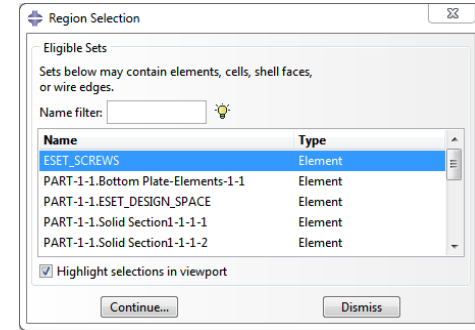 Region Selection
Eligible Sets
Sets below may contain elements, cells, shell faces,
or wire edges.
Name filter:
Name Type
ESET_SCREWS Element
PART-1-1.Bottom Plate-Elements-1-1 Element
PART-1-1.ESET_DESIGN_SPACE Element
PART-1-1.Solid Section1-1-1-1 Element
PART-1-1.Solid Section1-1-1-2 Element
Highlight selections in viewport
Continue... Dismiss